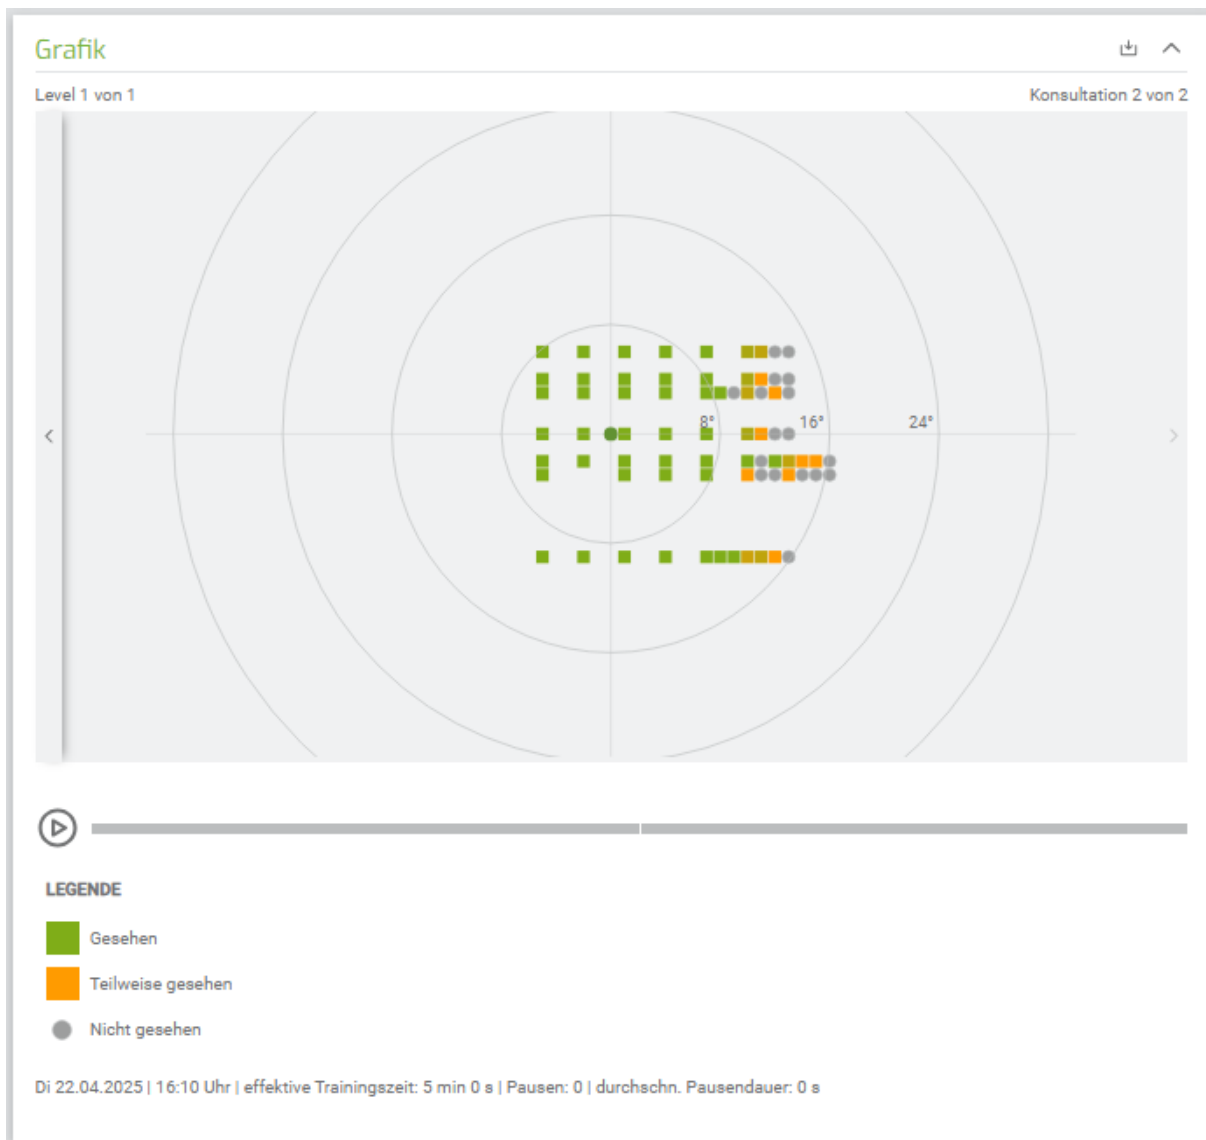 Grafik
Level 1 von 1
Konsultation 2 von 2
8° 16° 24°
LEGENDE
Gesehen
Teilweise gesehen
Nicht gesehen
Di 22.04.2025 | 16:10 Uhr | effektive Trainingszeit: 5 min 0 s | Pausen: 0 | durchschn. Pausendauer: 0 s